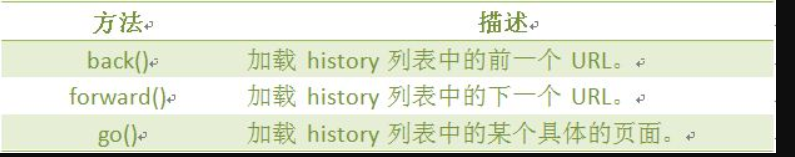 方法 描述
back() 加载 history 列表中的前一个 URL。
forward() 加载 history 列表中的下一个 URL。
go() 加载 history 列表中的某个具体的页面。